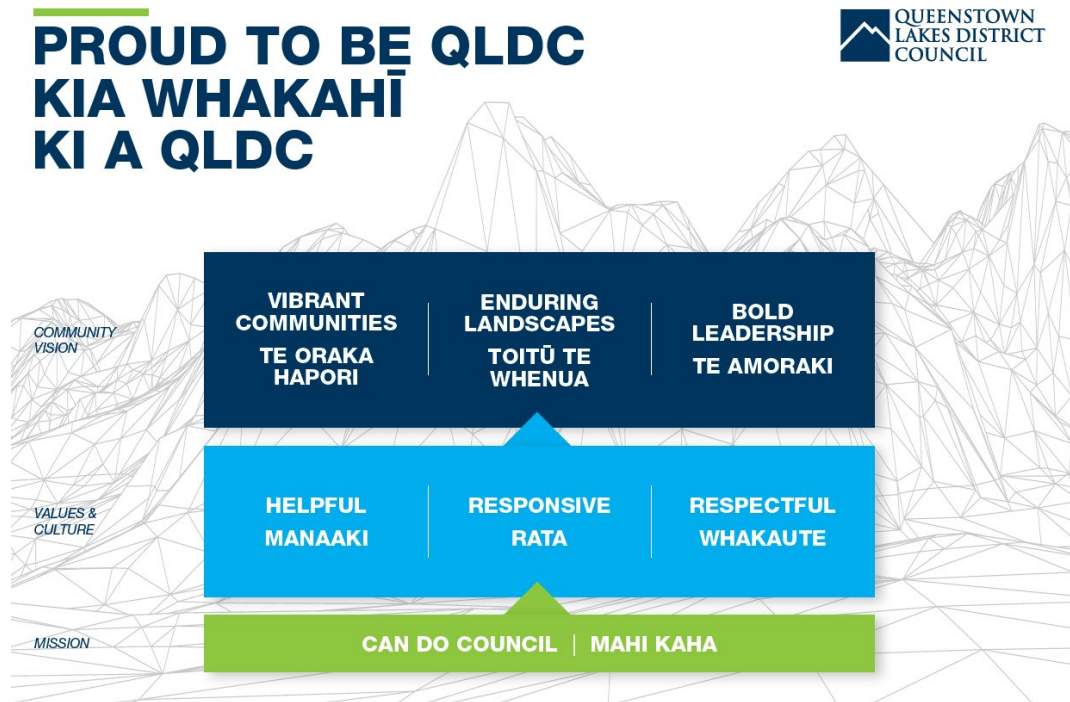 PROUD TO BE QLDC
KIA WHAKAHĪ
KI A QLDC
QUEENSTOWN
LAKES DISTRICT
COUNCIL
COMMUNITY
VISION
VIBRANT
COMMUNITIES
TE ORAKA
HAPORI
ENDURING
LANDSCAPES
TOITŪ TE
WHENUA
BOLD
LEADERSHIP
TE AMORAKI
VALUES &
CULTURE
HELPFUL
MANAAKI
RESPONSIVE
RATA
RESPECTFUL
WHAKAUTE
MISSION
CAN DO COUNCIL | MAHI KAHA